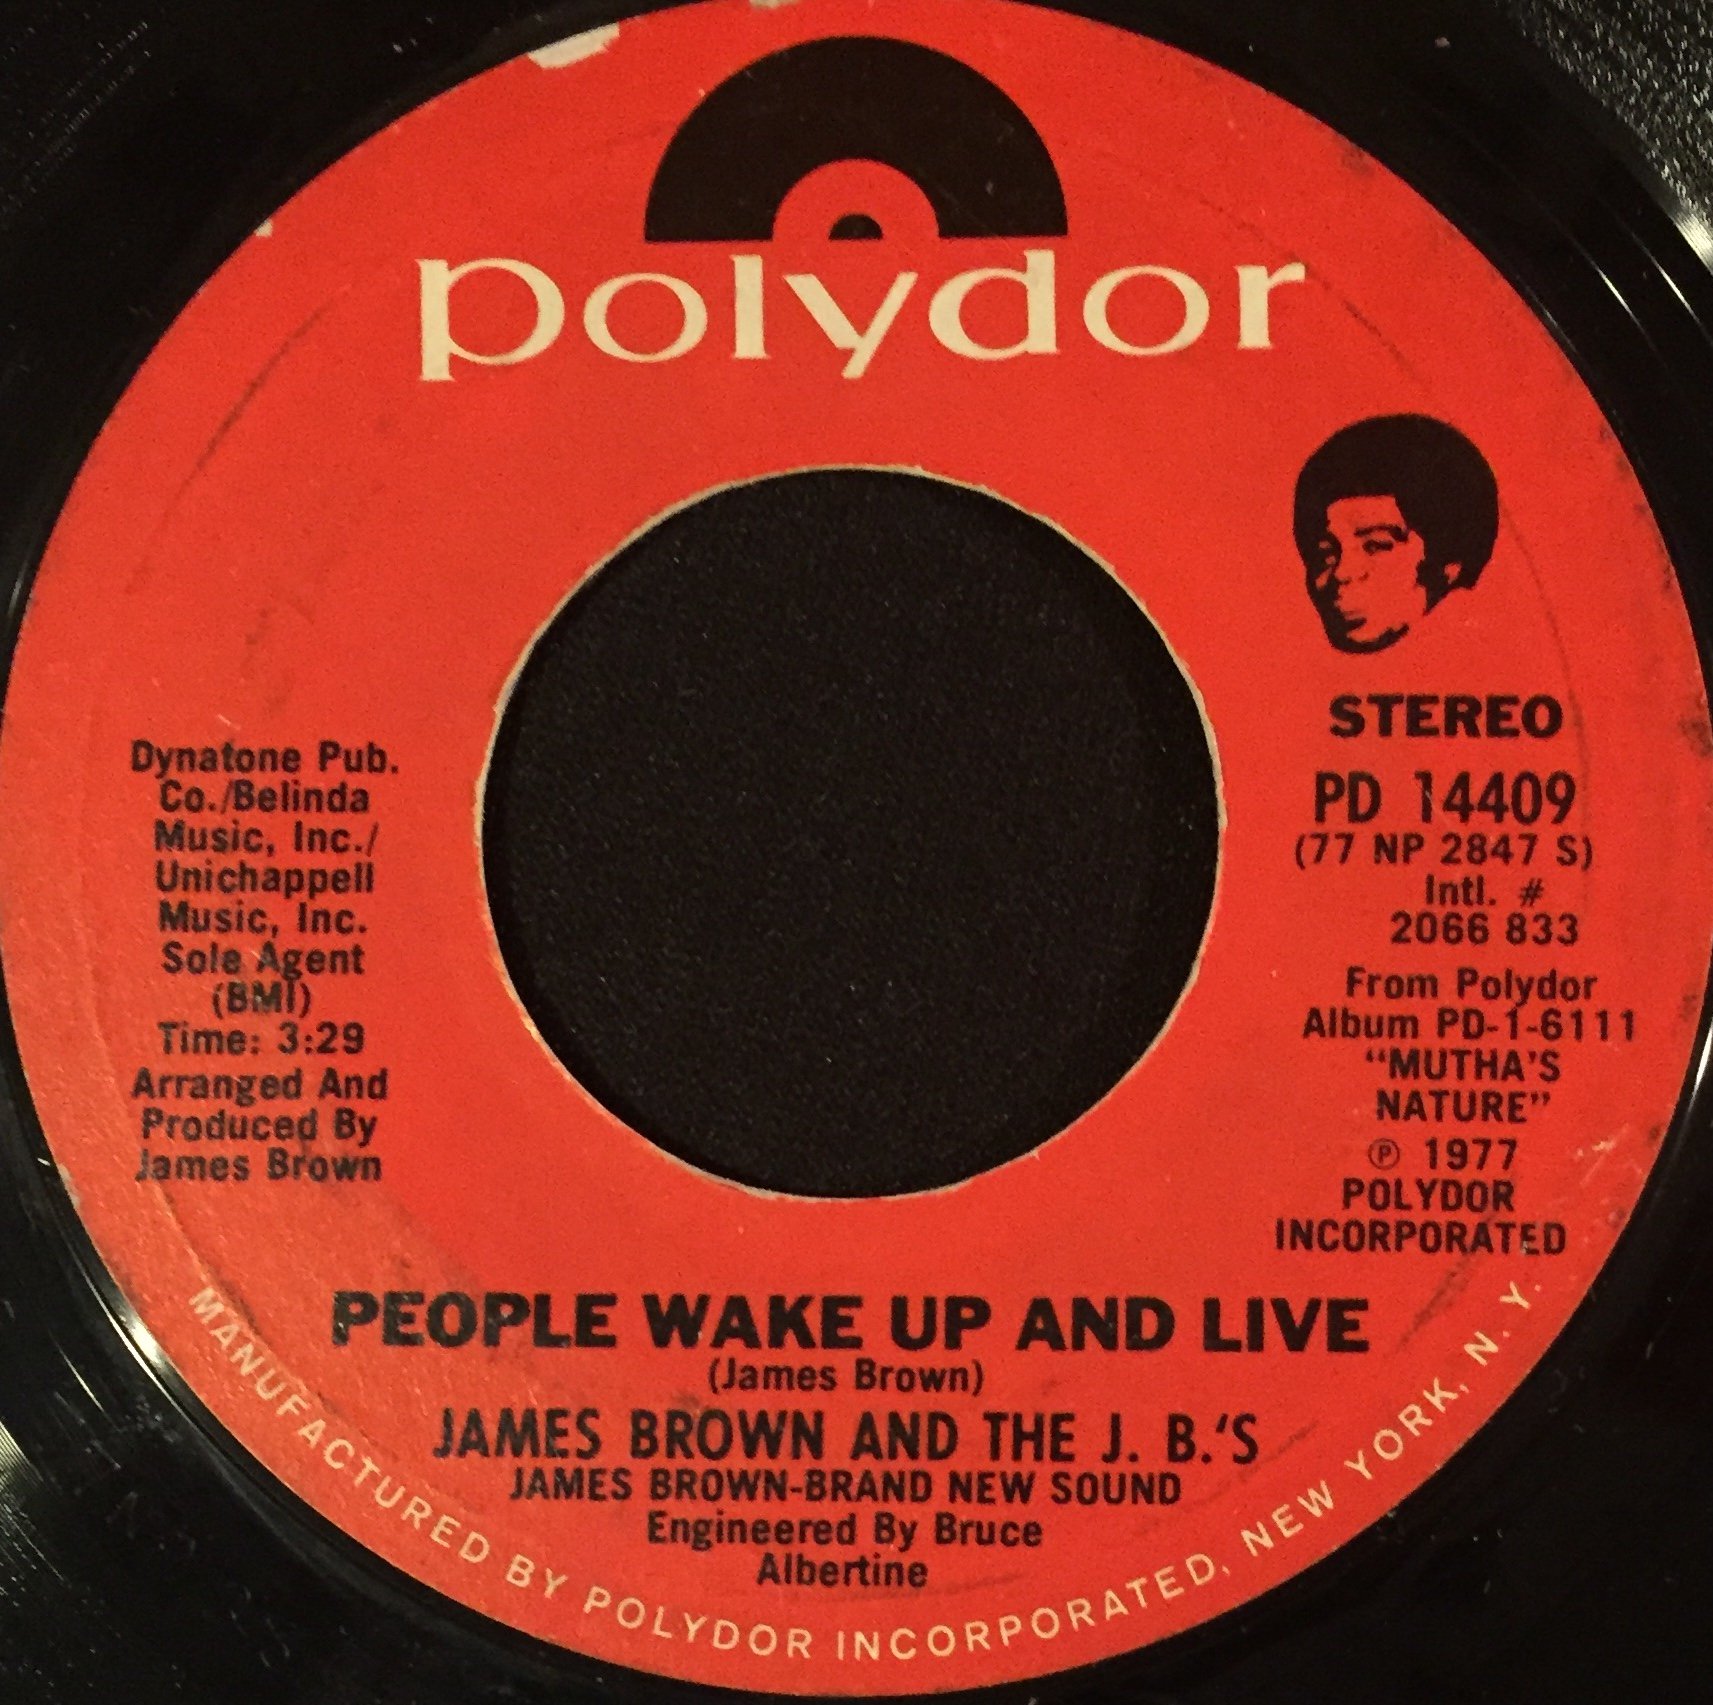 polydor
STEREO
PD 14409
(77 NP 2847 S)
Intl. #
2066 833
From Polydor
Album PD-1-6111
"MUTHA'S
NATURE"
℗ 1977
POLYDOR
INCORPORATED
Dynatone Pub.
Co./Belinda
Music, Inc./
Unichappell
Music, Inc.
Sole Agent
(BMI)
Time: 3:29
Arranged And
Produced By
James Brown
PEOPLE WAKE UP AND LIVE
(James Brown)
JAMES BROWN AND THE J. B.'S
JAMES BROWN-BRAND NEW SOUND
Engineered By Bruce
Albertine
MANUFACTURED BY POLYDOR INCORPORATED, NEW YORK, N. Y.